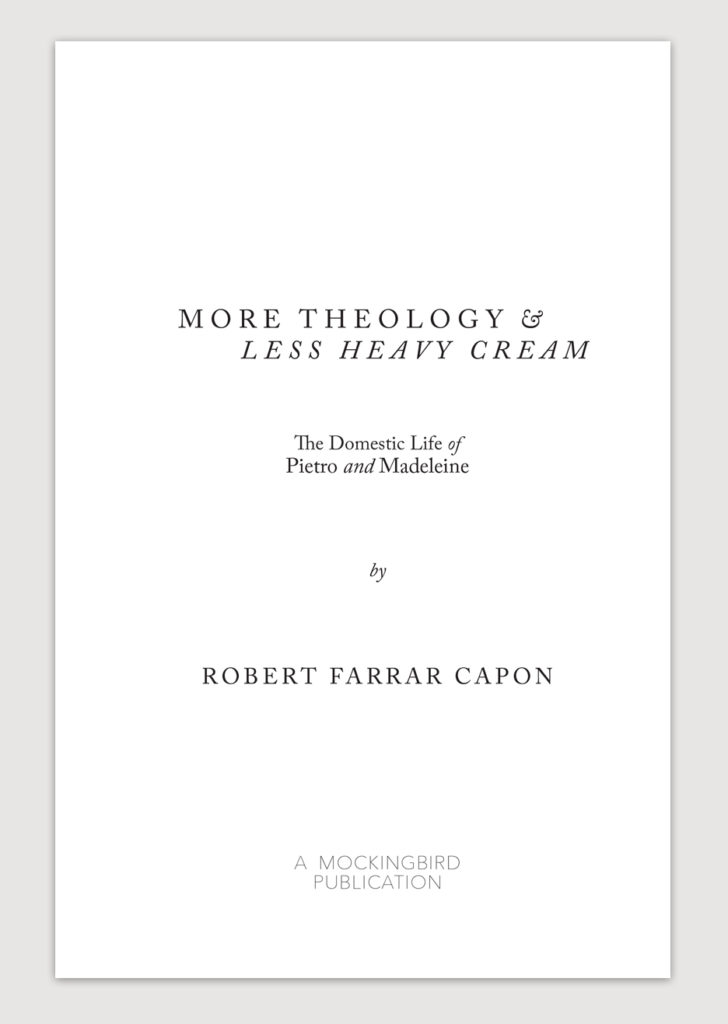 MORE THEOLOGY &
LESS HEAVY CREAM
The Domestic Life of
Pietro and Madeleine
by
ROBERT FARRAR CAPON
A MOCKINGBIRD
PUBLICATION